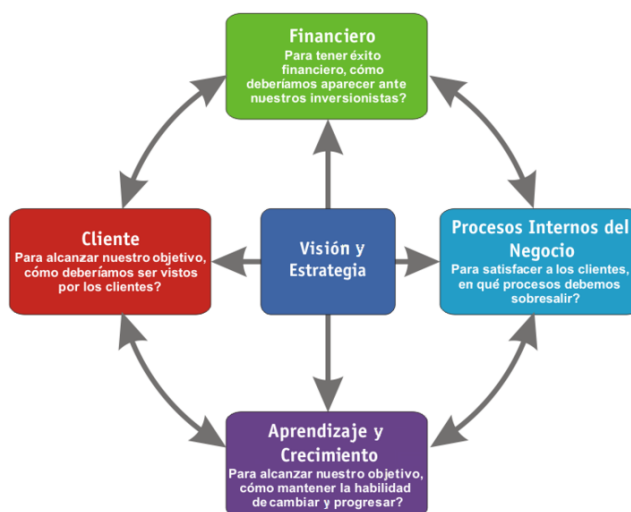 Financiero
Para tener éxito
financiero, cómo
deberíamos aparecer ante
nuestros inversionistas?
Cliente
Para alcanzar nuestro objetivo,
cómo deberíamos ser vistos
por los clientes?
Visión y
Estrategia
Procesos Internos del
Negocio
Para satisfacer a los clientes,
en qué procesos debemos
sobresalir?
Aprendizaje y
Crecimiento
Para alcanzar nuestro objetivo,
cómo mantener la habilidad
de cambiar y progresar?